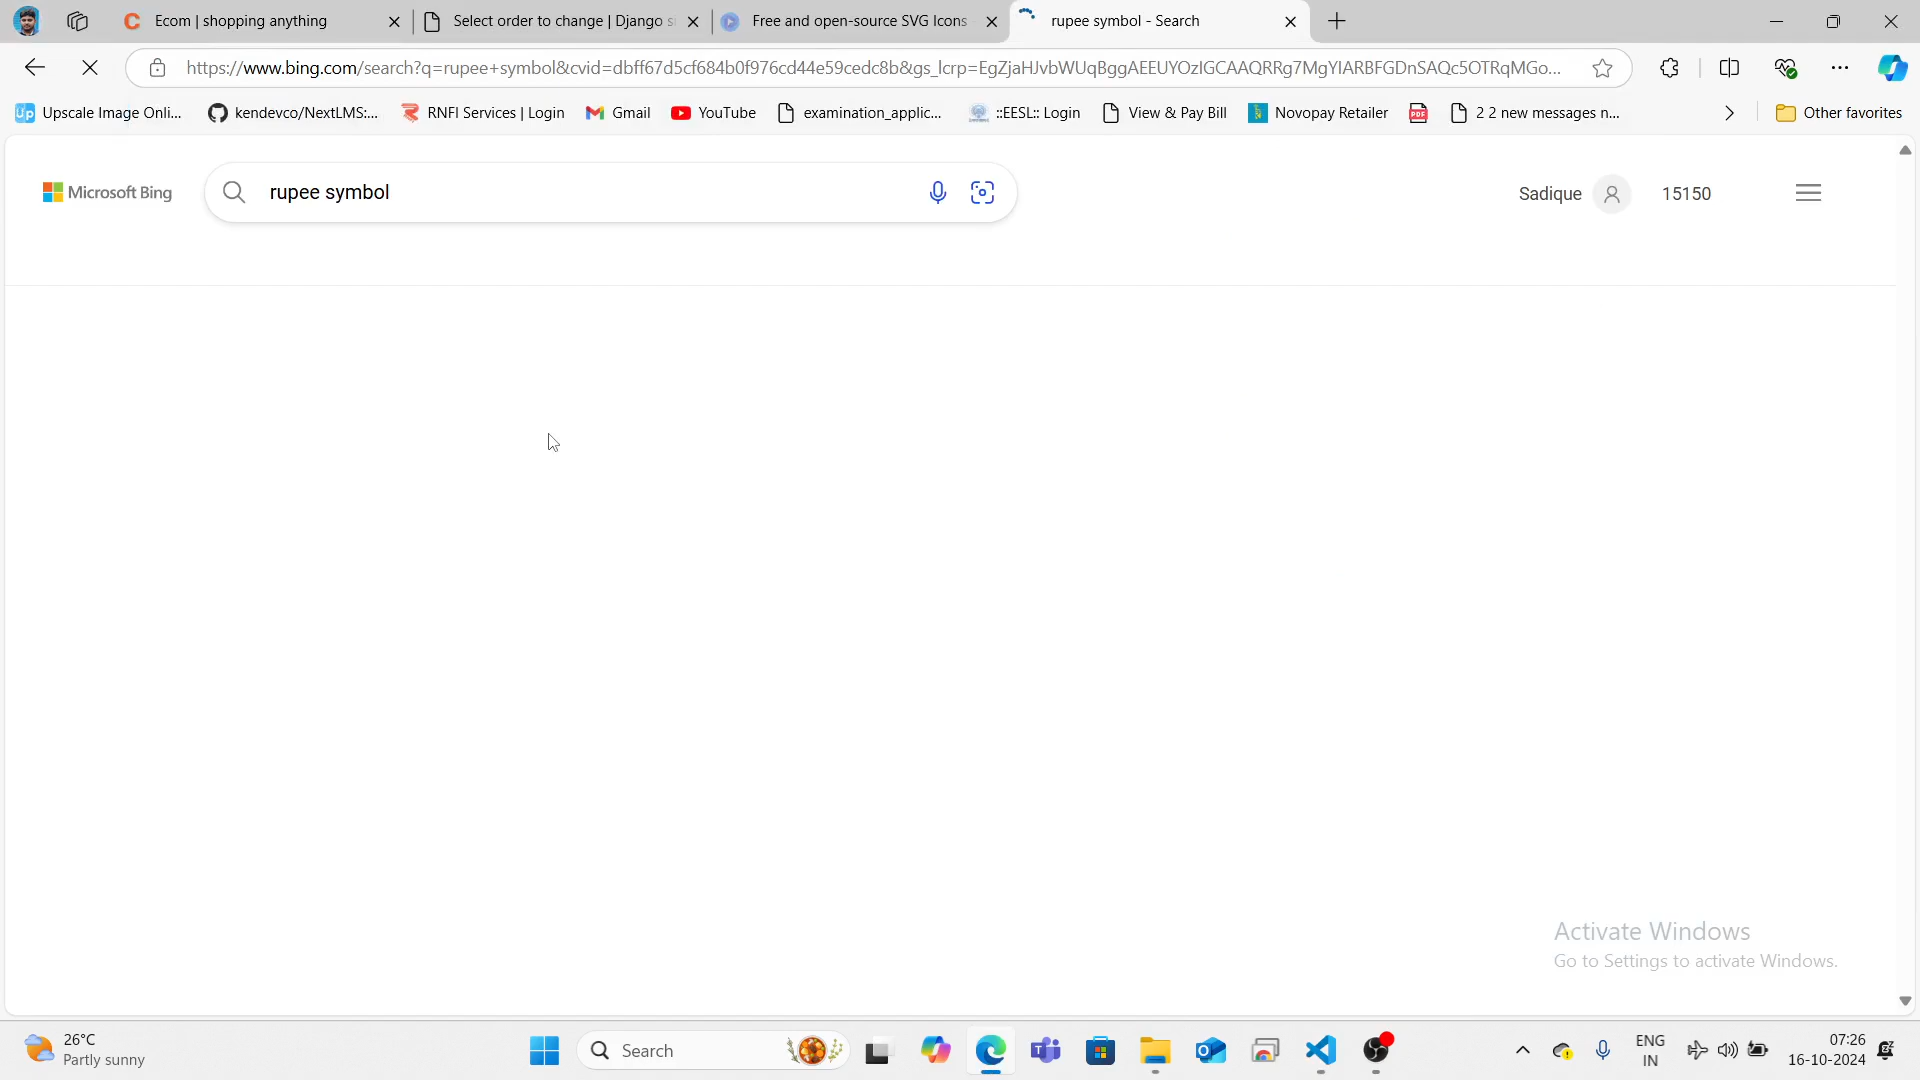 Ecom | shopping anything
Select order to change | Django s
Free and open-source SVG Icons
rupee symbol - Search
https://www.bing.com/search?q=rupee+symbol&cvid=dbff67d5cf684b0f976cd44e59cedc8b&gs_lcrp=EgZjaHJvbWUqBggAEEUYOzIGCAAQRRg7MgYIARBFGDnSAQc5OTRqMGo...
Upscale Image Onli...
kendevco/NextLMS:...
RNFI Services | Login
Gmail
YouTube
examination_applic...
::EESL:: Login
View & Pay Bill
Novopay Retailer
PDF
2 2 new messages n...
Other favorites
Microsoft Bing
rupee symbol
Sadique
15150
Activate Windows
Go to Settings to activate Windows.
26°C
Partly sunny
Search
ENG
IN
07:26
16-10-2024